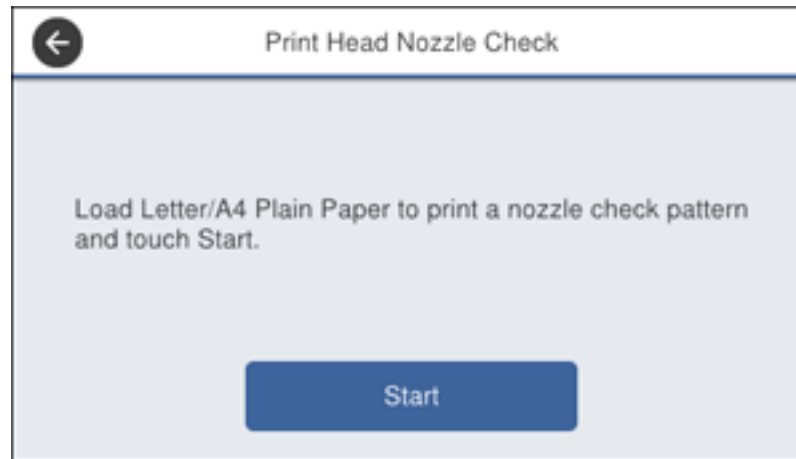 Print Head Nozzle Check
Load Letter/A4 Plain Paper to print a nozzle check pattern
and touch Start.
Start